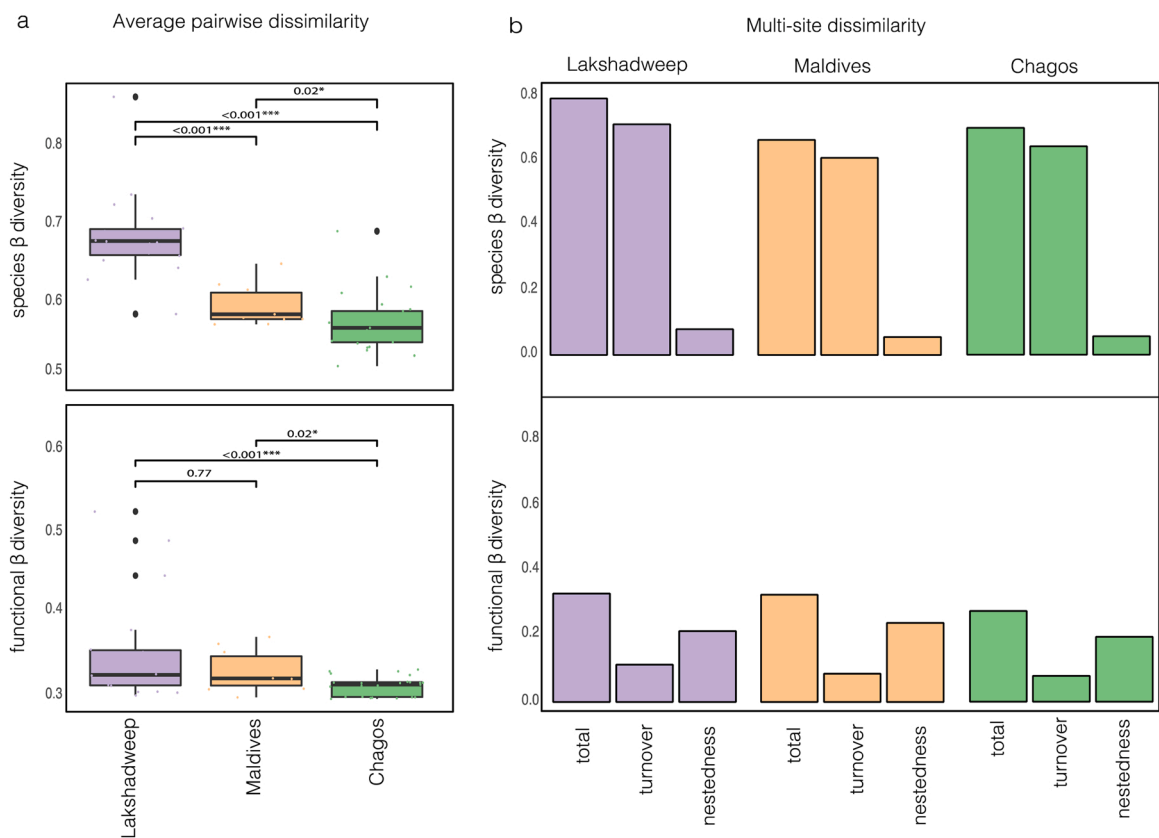 a
Average pairwise dissimilarity
species β diversity
0.8
0.7
0.6
0.5
0.02*
<0.001***
<0.001***
functional β diversity
0.6
0.5
0.4
0.3
0.02*
<0.001***
0.77
Lakshadweep
Maldives
Chagos
b
Multi-site dissimilarity
Lakshadweep
Maldives
Chagos
species β diversity
0.8
0.6
0.4
0.2
0.0
functional β diversity
0.8
0.6
0.4
0.2
0.0
total
turnover
nestedness
total
turnover
nestedness
total
turnover
nestedness